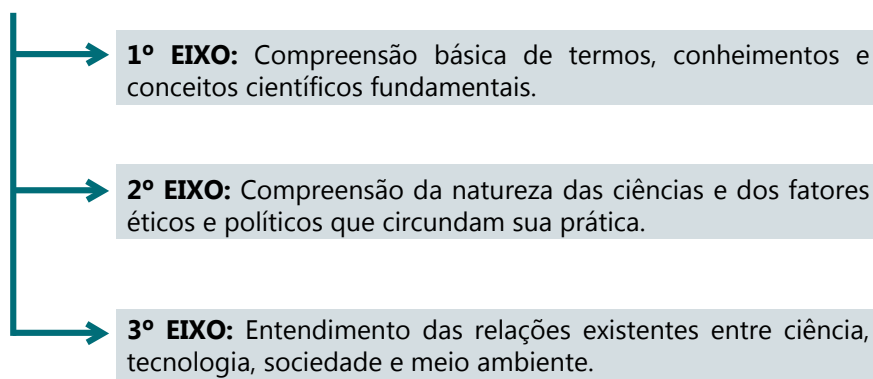 1º EIXO: Compreensão básica de termos, conheimentos e
conceitos científicos fundamentais.
2º EIXO: Compreensão da natureza das ciências e dos fatores
éticos e políticos que circundam sua prática.
3º EIXO: Entendimento das relações existentes entre ciência,
tecnologia, sociedade e meio ambiente.